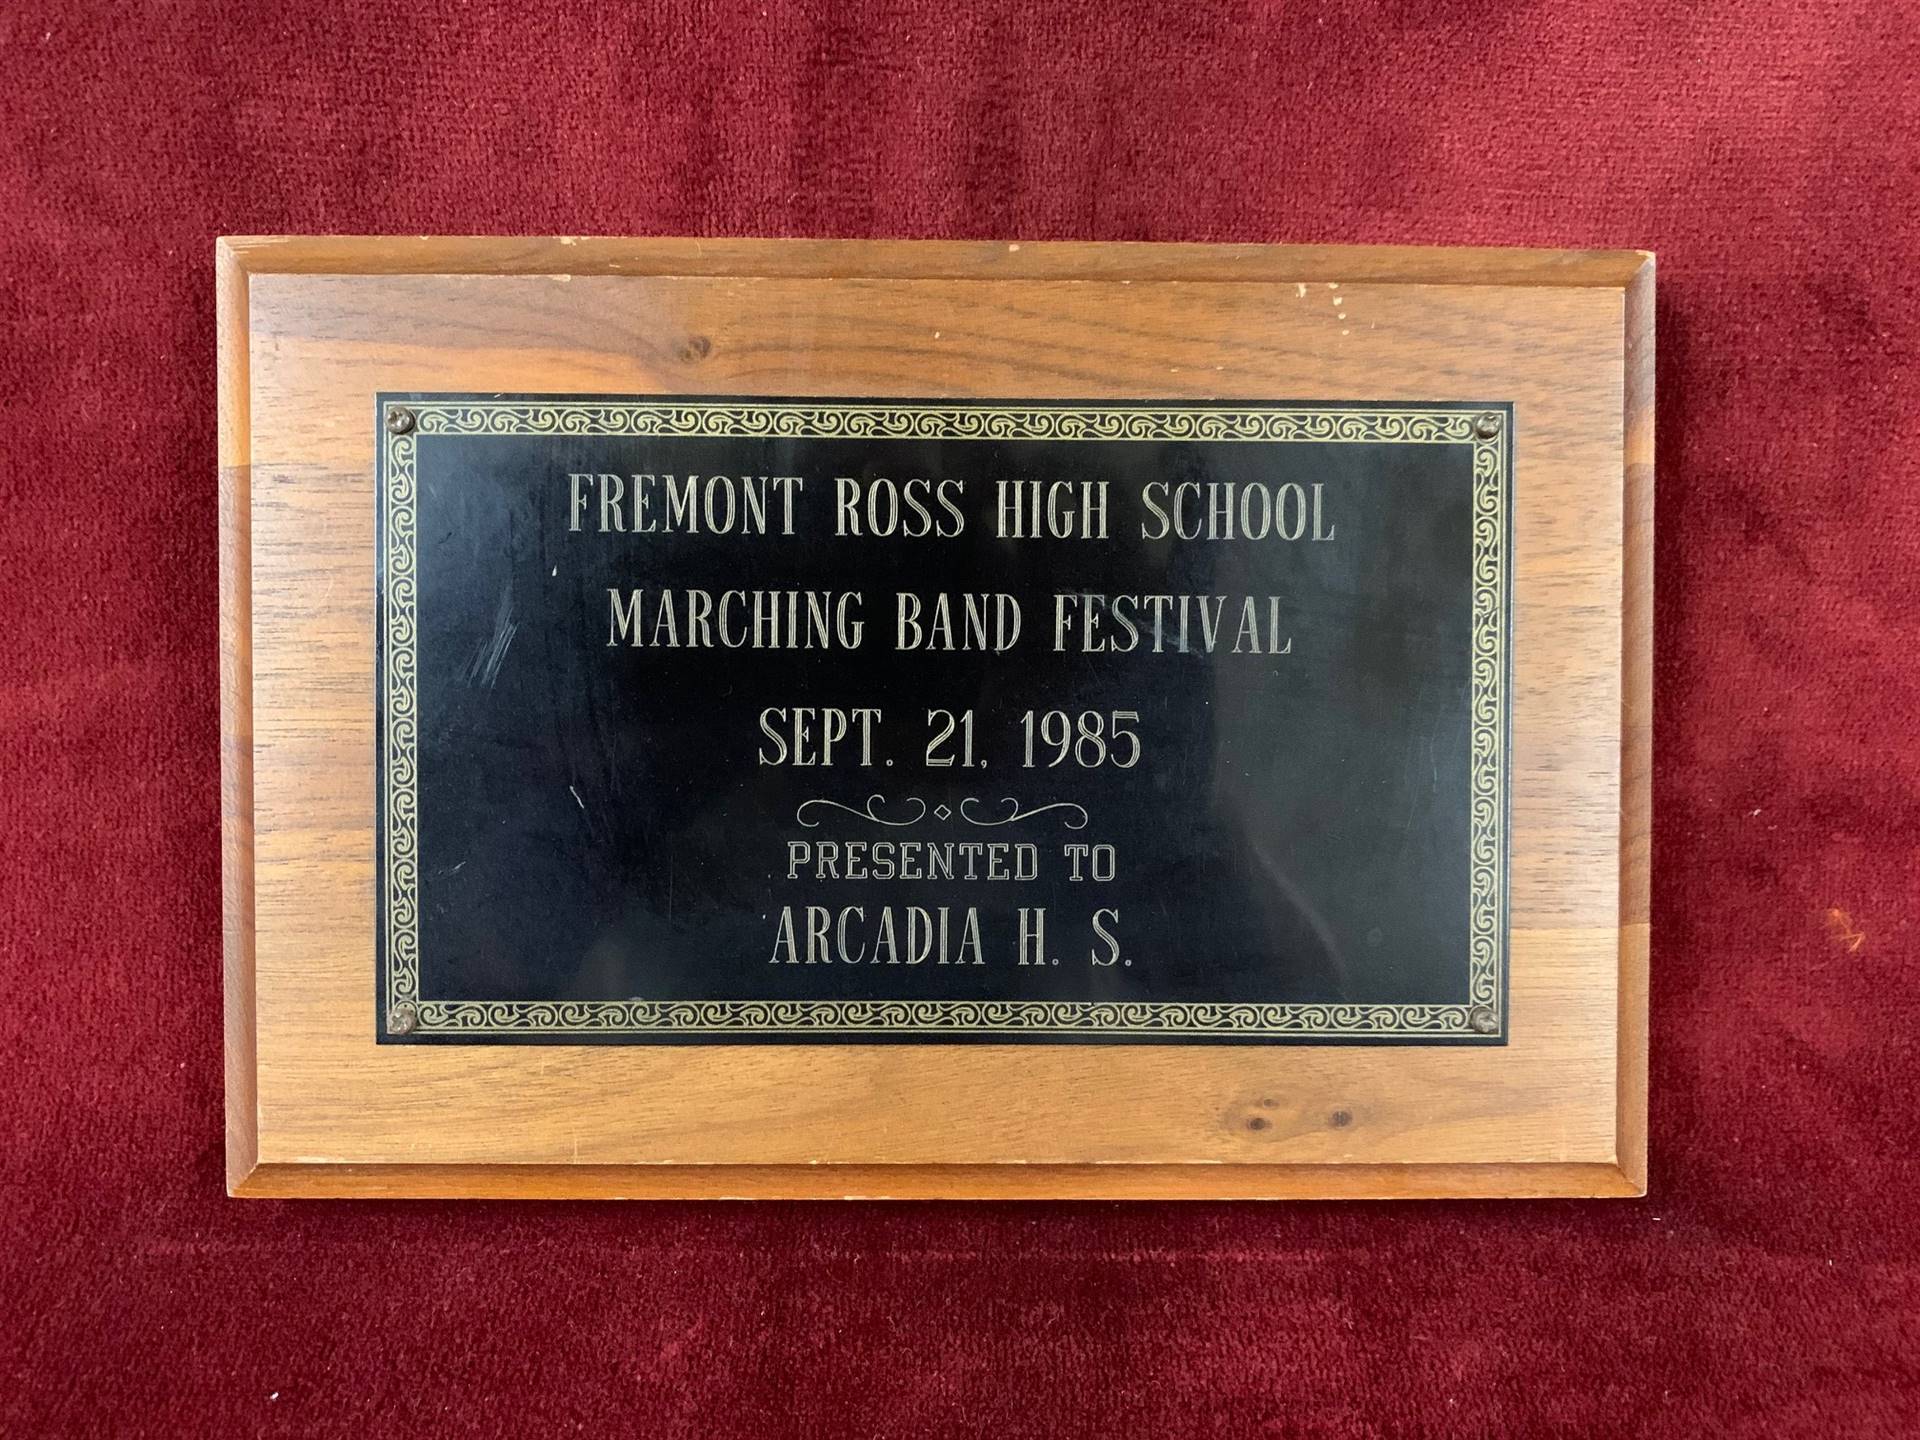 FREMONT ROSS HIGH SCHOOL
MARCHING BAND FESTIVAL
SEPT. 21, 1985
PRESENTED TO
ARCADIA H. S.